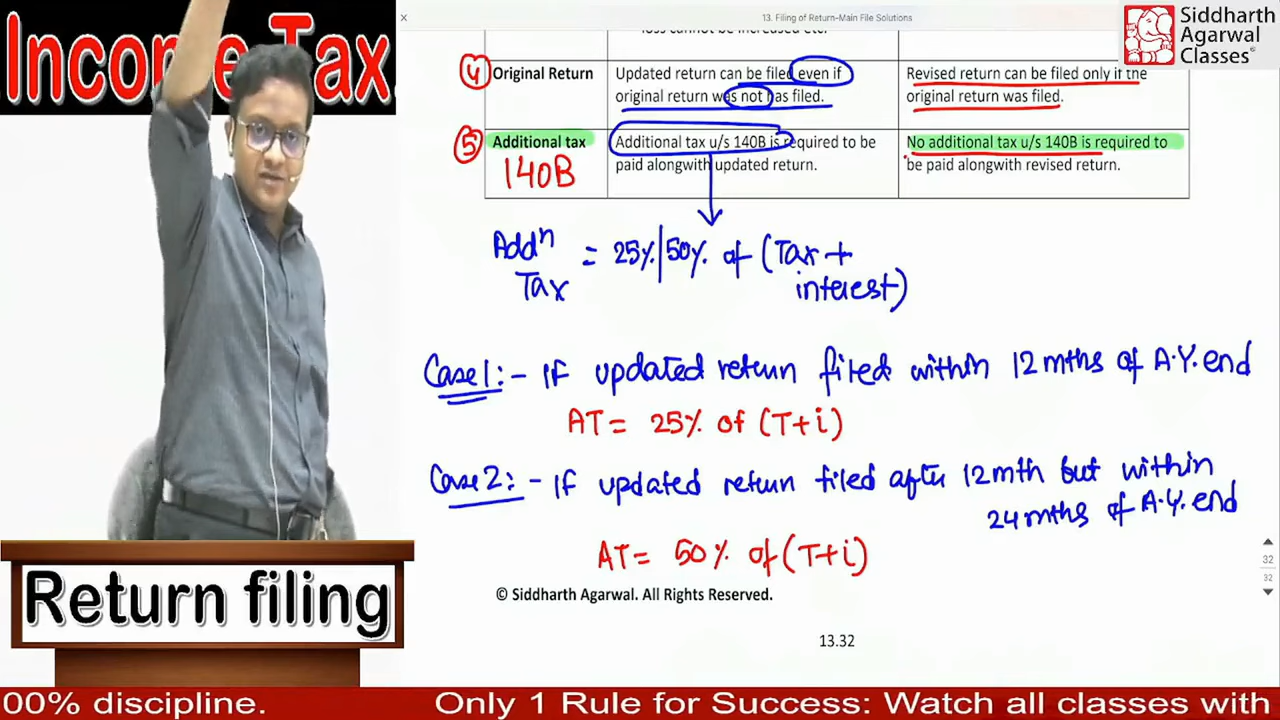 Income Tax
13. Filing of Return-Main File Solutions
Siddharth
Agarwal
Classes
4 Original Return
Updated return can be filed even if
original return was not has filed.
Revised return can be filed only if the
original return was filed.
5 Additional tax
140B
Additional tax u/s 140B is required to be
paid alongwith updated return.
No additional tax u/s 140B is required to
be paid alongwith revised return.
Addn Tax = 25%/50% of (Tax + interest)
Case 1:- If updated return filed within 12 mths of A.Y. end
AT = 25% of (T+i)
Case 2:- If updated return filed after 12 mth but within
24 mths of A.Y. end
AT = 50% of (T+i)
© Siddharth Agarwal. All Rights Reserved.
13.32
32
32
Return filing
00% discipline. Only 1 Rule for Success: Watch all classes with